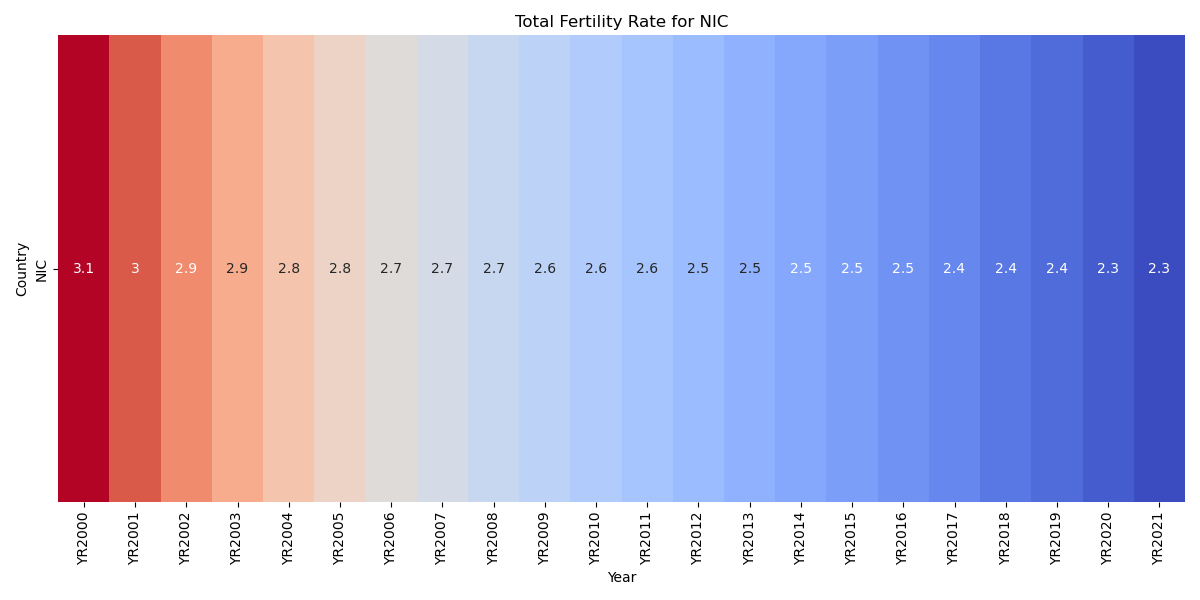 Total Fertility Rate for NIC
Country
NIC
3.1 3 2.9 2.9 2.8 2.8 2.7 2.7 2.7 2.6 2.6 2.6 2.5 2.5 2.5 2.5 2.5 2.4 2.4 2.4 2.3 2.3
YR2000 YR2001 YR2002 YR2003 YR2004 YR2005 YR2006 YR2007 YR2008 YR2009 YR2010 YR2011 YR2012 YR2013 YR2014 YR2015 YR2016 YR2017 YR2018 YR2019 YR2020 YR2021
Year